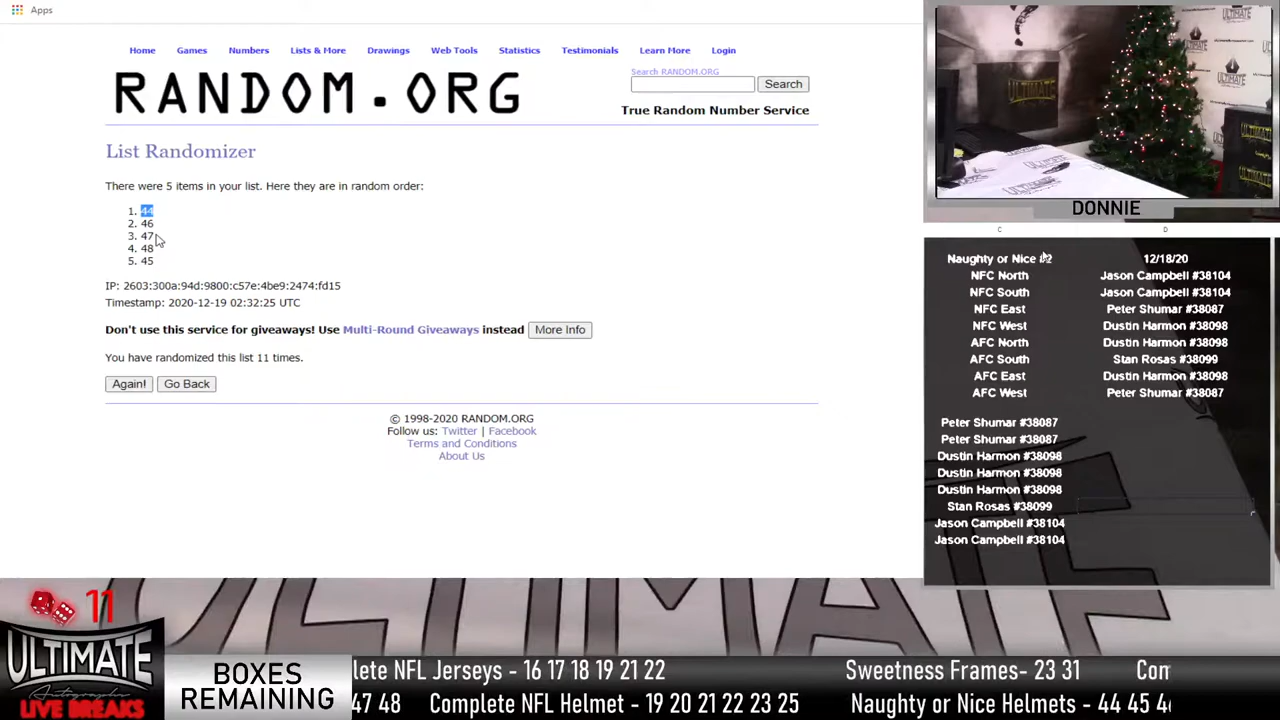 Apps
Home Games Numbers Lists & More Drawings Web Tools Statistics Testimonials Learn More Login
RANDOM.ORG
Search RANDOM.ORG
Search
True Random Number Service
List Randomizer
There were 5 items in your list. Here they are in random order:
1. 44
2. 46
3. 47
4. 48
5. 45
IP: 2603:300a:94d:9800:c57e:4be9:2474:fd15
Timestamp: 2020-12-19 02:32:25 UTC
Don't use this service for giveaways! Use Multi-Round Giveaways instead More Info
You have randomized this list 11 times.
Again! Go Back
© 1998-2020 RANDOM.ORG
Follow us: Twitter | Facebook
Terms and Conditions
About Us
ULTIMATE
ULTIMATE
ULTIMATE
DONNIE
C D
Naughty or Nice #2 12/18/20
NFC North Jason Campbell #38104
NFC South Jason Campbell #38104
NFC East Peter Shumar #38087
NFC West Dustin Harmon #38098
AFC North Dustin Harmon #38098
AFC South Stan Rosas #38099
AFC East Dustin Harmon #38098
AFC West Peter Shumar #38087
Peter Shumar #38087
Peter Shumar #38087
Dustin Harmon #38098
Dustin Harmon #38098
Dustin Harmon #38098
Stan Rosas #38099
Jason Campbell #38104
Jason Campbell #38104
11
ULTIMATE
Autographs
LIVE BREAKS
BOXES
REMAINING
lete NFL Jerseys - 16 17 18 19 21 22 Sweetness Frames- 23 31 Com
47 48 Complete NFL Helmet - 19 20 21 22 23 25 Naughty or Nice Helmets - 44 45 4